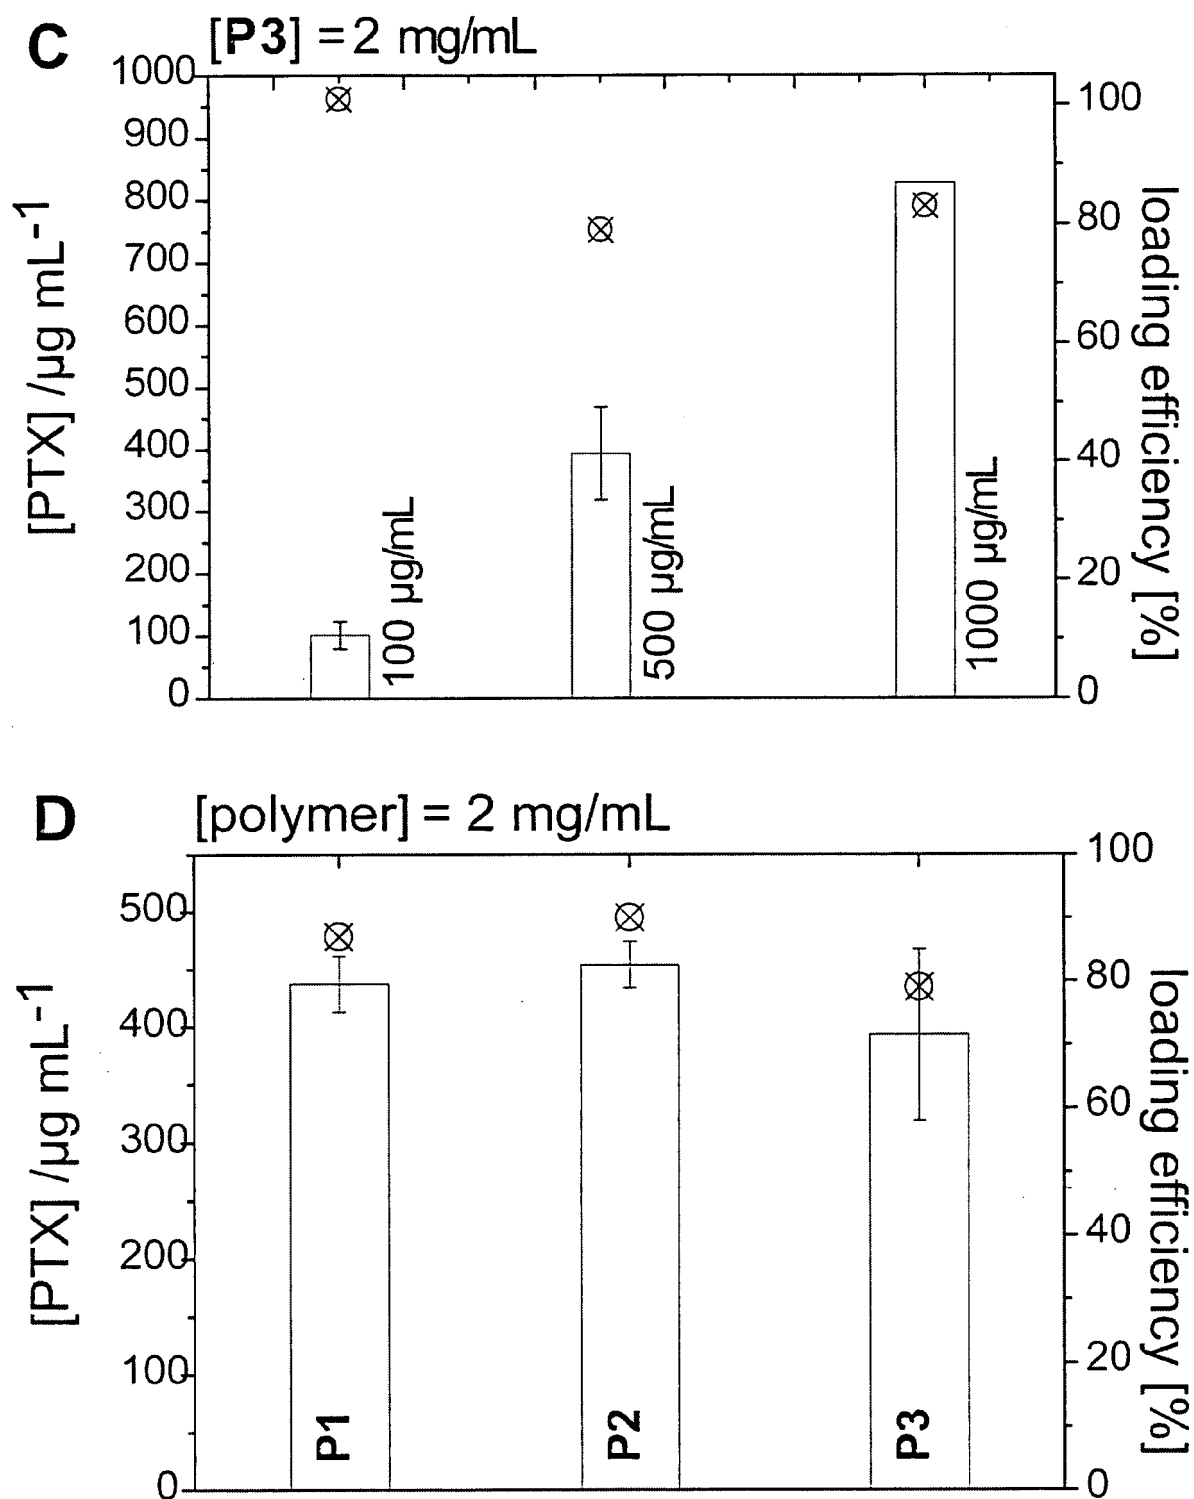 C
[P3] = 2 mg/mL
1000
900
800
700
600
500
400
300
200
100
0
[PTX] /µg mL-1
100 µg/mL
500 µg/mL
1000 µg/mL
100
80
60
40
20
0
loading efficiency [%]
D
[polymer] = 2 mg/mL
500
400
300
200
100
0
[PTX] /µg mL-1
P1
P2
P3
100
80
60
40
20
0
loading efficiency [%]